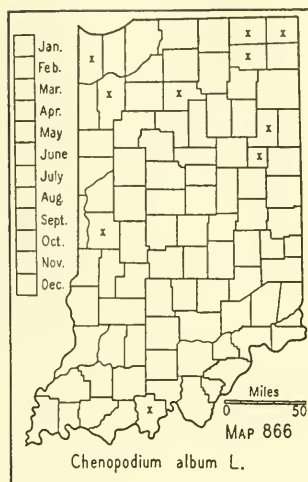 Jan.
Feb.
Mar.
Apr.
May
June
July
Aug.
Sept.
Oct.
Nov.
Dec.
x
x
x
x
x
x
x
x
x
x
Miles
0 50
MAP 866
Chenopodium album L.